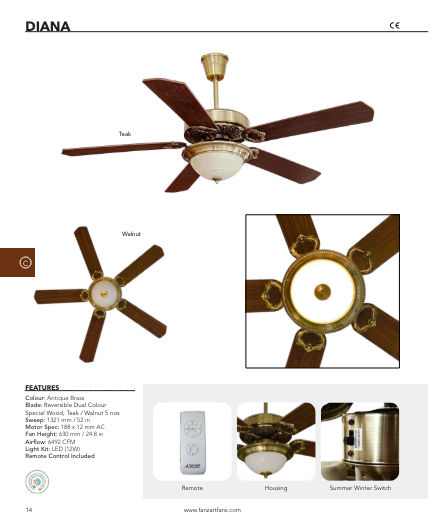 DIANA
CE
Teak
Walnut
C
FEATURES
Colour: Antique Brass
Blade: Reversible Dual Colour
Special Wood, Teak / Walnut 5 nos
Sweep: 1321 mm / 52 in
Motor Spec: 188 x 12 mm AC
Fan Height: 630 mm / 24.8 in
Airflow: 6492 CFM
Light Kit: LED (12W)
Remote Control Included
Remote
Housing
Summer Winter Switch
14
www.fanzartfans.com